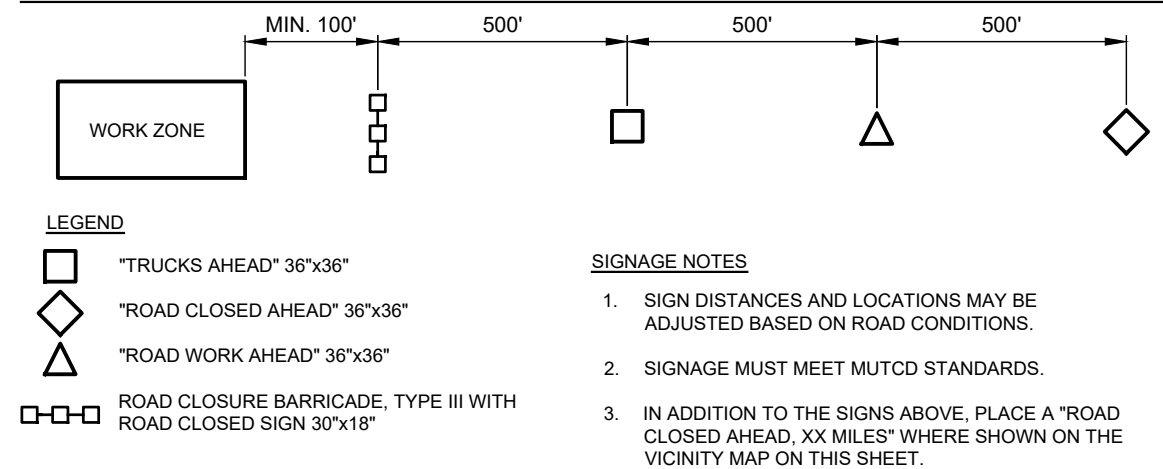 MIN. 100' 500' 500' 500'
WORK ZONE
LEGEND
"TRUCKS AHEAD" 36"x36"
"ROAD CLOSED AHEAD" 36"x36"
"ROAD WORK AHEAD" 36"x36"
ROAD CLOSURE BARRICADE, TYPE III WITH
ROAD CLOSED SIGN 30"x18"
SIGNAGE NOTES
1. SIGN DISTANCES AND LOCATIONS MAY BE
ADJUSTED BASED ON ROAD CONDITIONS.
2. SIGNAGE MUST MEET MUTCD STANDARDS.
3. IN ADDITION TO THE SIGNS ABOVE, PLACE A "ROAD
CLOSED AHEAD, XX MILES" WHERE SHOWN ON THE
VICINITY MAP ON THIS SHEET.